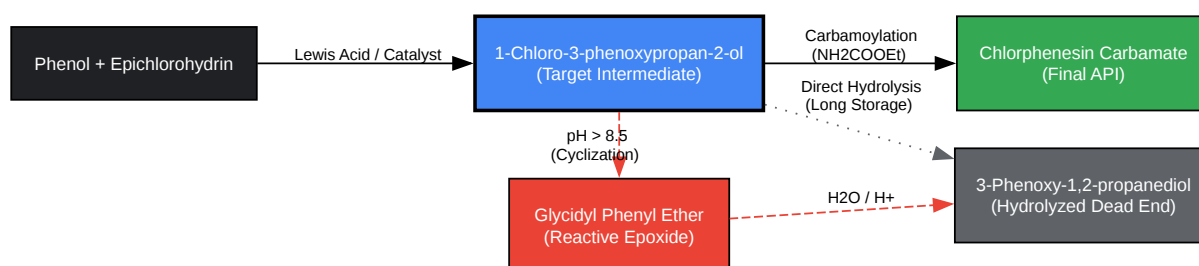 Phenol + Epichlorohydrin
Lewis Acid / Catalyst
1-Chloro-3-phenoxypropan-2-ol
(Target Intermediate)
Carbamoylation
(NH2COOEt)
Chlorphenesin Carbamate
(Final API)
Direct Hydrolysis
(Long Storage)
pH > 8.5
(Cyclization)
Glycidyl Phenyl Ether
(Reactive Epoxide)
H2O / H+
3-Phenoxy-1,2-propanediol
(Hydrolyzed Dead End)